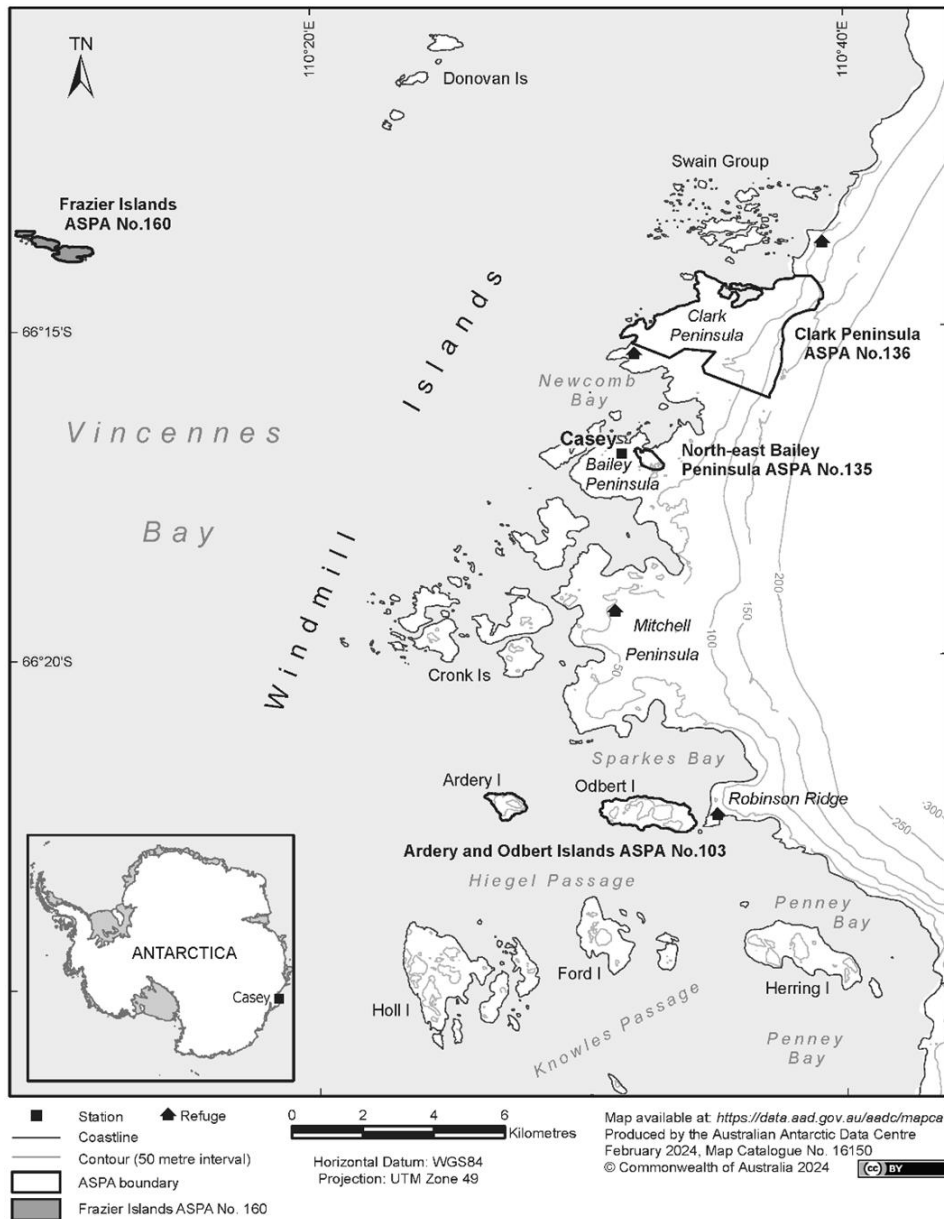 110°20'E
110°40'E
TN
Donovan Is
Swain Group
Frazier Islands
ASPA No.160
66°15'S
Clark
Peninsula
Clark Peninsula
ASPA No.136
Newcomb
Bay
Vincennes
Bay
Windmill Islands
Casey
Bailey
Peninsula
North-east Bailey
Peninsula ASPA No.135
200
150
100
50
Mitchell
Peninsula
66°20'S
Cronk Is
Sparkes Bay
Ardery I
Odbert I
Robinson Ridge
300
250
Ardery and Odbert Islands ASPA No.103
Hiegel Passage
Penney
Bay
Ford I
Holl I
Herring I
Knowles Passage
Penney
Bay
ANTARCTICA
Casey
Station
Refuge
Coastline
Contour (50 metre interval)
ASPA boundary
Frazier Islands ASPA No. 160
0 2 4 6
Kilometres
Horizontal Datum: WGS84
Projection: UTM Zone 49
Map available at: https://data.aad.gov.au/aadc/mapca
Produced by the Australian Antarctic Data Centre
February 2024, Map Catalogue No. 16150
© Commonwealth of Australia 2024
cc BY